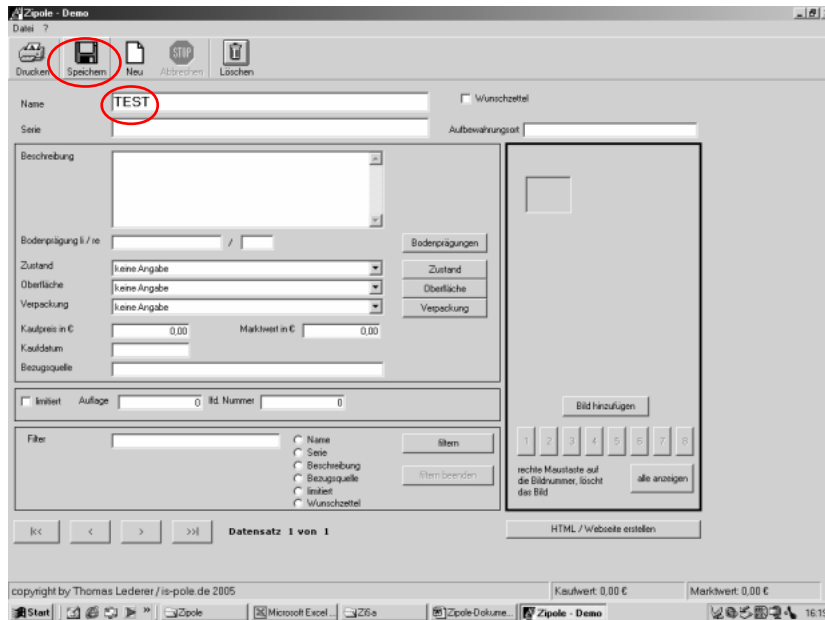 Zipole - Demo
Datei ?
Drucken Speichern Neu Abbrechen Löschen
STOP
Name TEST Wunschzettel
Serie Aufbewahrungsort
Beschreibung
Bodenprägung li / re / Bodenprägungen
Zustand keine Angabe Zustand
Oberfläche keine Angabe Oberfläche
Verpackung keine Angabe Verpackung
Kaufpreis in € 0,00 Marktwert in € 0,00
Kaufdatum
Bezugsquelle
limitiert Auflage 0 lfd. Nummer 0
Bild hinzufügen
Filter Name filtern
Serie
Beschreibung
Bezugsquelle filtern beenden
limitiert
Wunschzettel
1 2 3 4 5 6 7 8
rechte Maustaste auf
die Bildnummer, löscht
das Bild
alle anzeigen
|<< < > >>| Datensatz 1 von 1 HTML / Webseite erstellen
copyright by Thomas Lederer / is-pole.de 2005 Kaufwert: 0,00 € Marktwert: 0,00 €
Start » Zipole Microsoft Excel ... Zipole-Dokume... Zipole - Demo 16:19